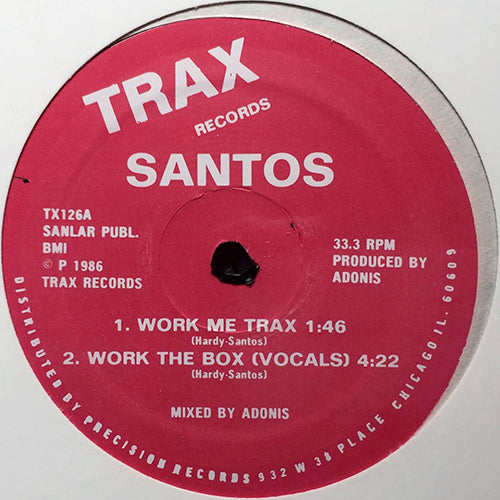 TRAX
RECORDS
SANTOS
TX126A
SANLAR PUBL.
BMI
© P 1986
TRAX RECORDS
33.3 RPM
PRODUCED BY
ADONIS
1. WORK ME TRAX 1:46
(Hardy-Santos)
2. WORK THE BOX (VOCALS) 4:22
(Hardy-Santos)
MIXED BY ADONIS
DISTRIBUTED BY PRECISION RECORDS 932 W 38 PLACE CHICAGO IL. 60609